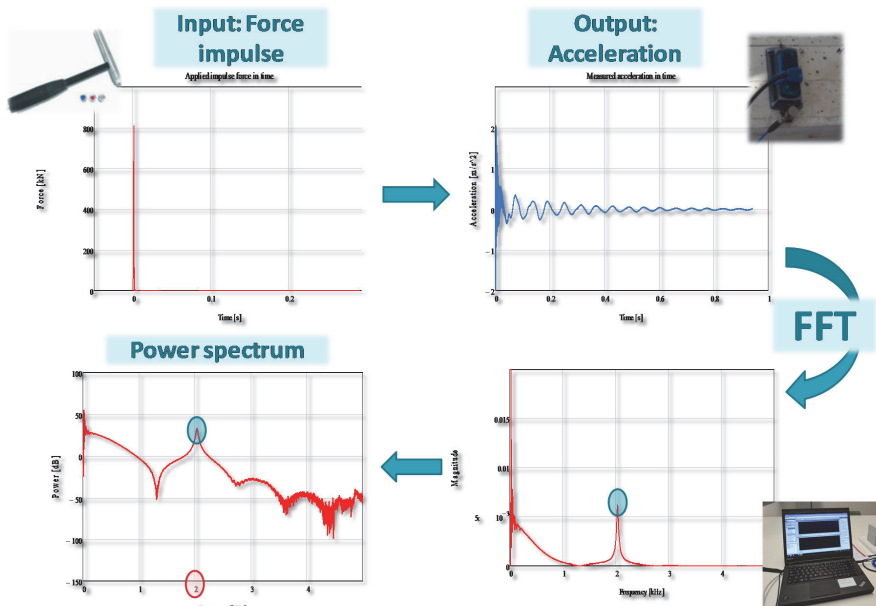 Input: Force
impulse
Applied impulse force in time
Force [kN]
800
600
400
200
0
0
0.1
0.2
Time [s]
Output:
Acceleration
Measured acceleration in time
Acceleration [m/s^2]
2
1
0
−1
−2
0
0.2
0.4
0.6
0.8
1
Time [s]
FFT
Power spectrum
Power [dB]
100
50
0
−50
−100
−150
0
1
2
3
4
Magnitude
0.015
0.01
0
0
1
2
3
4
Frequency [kHz]